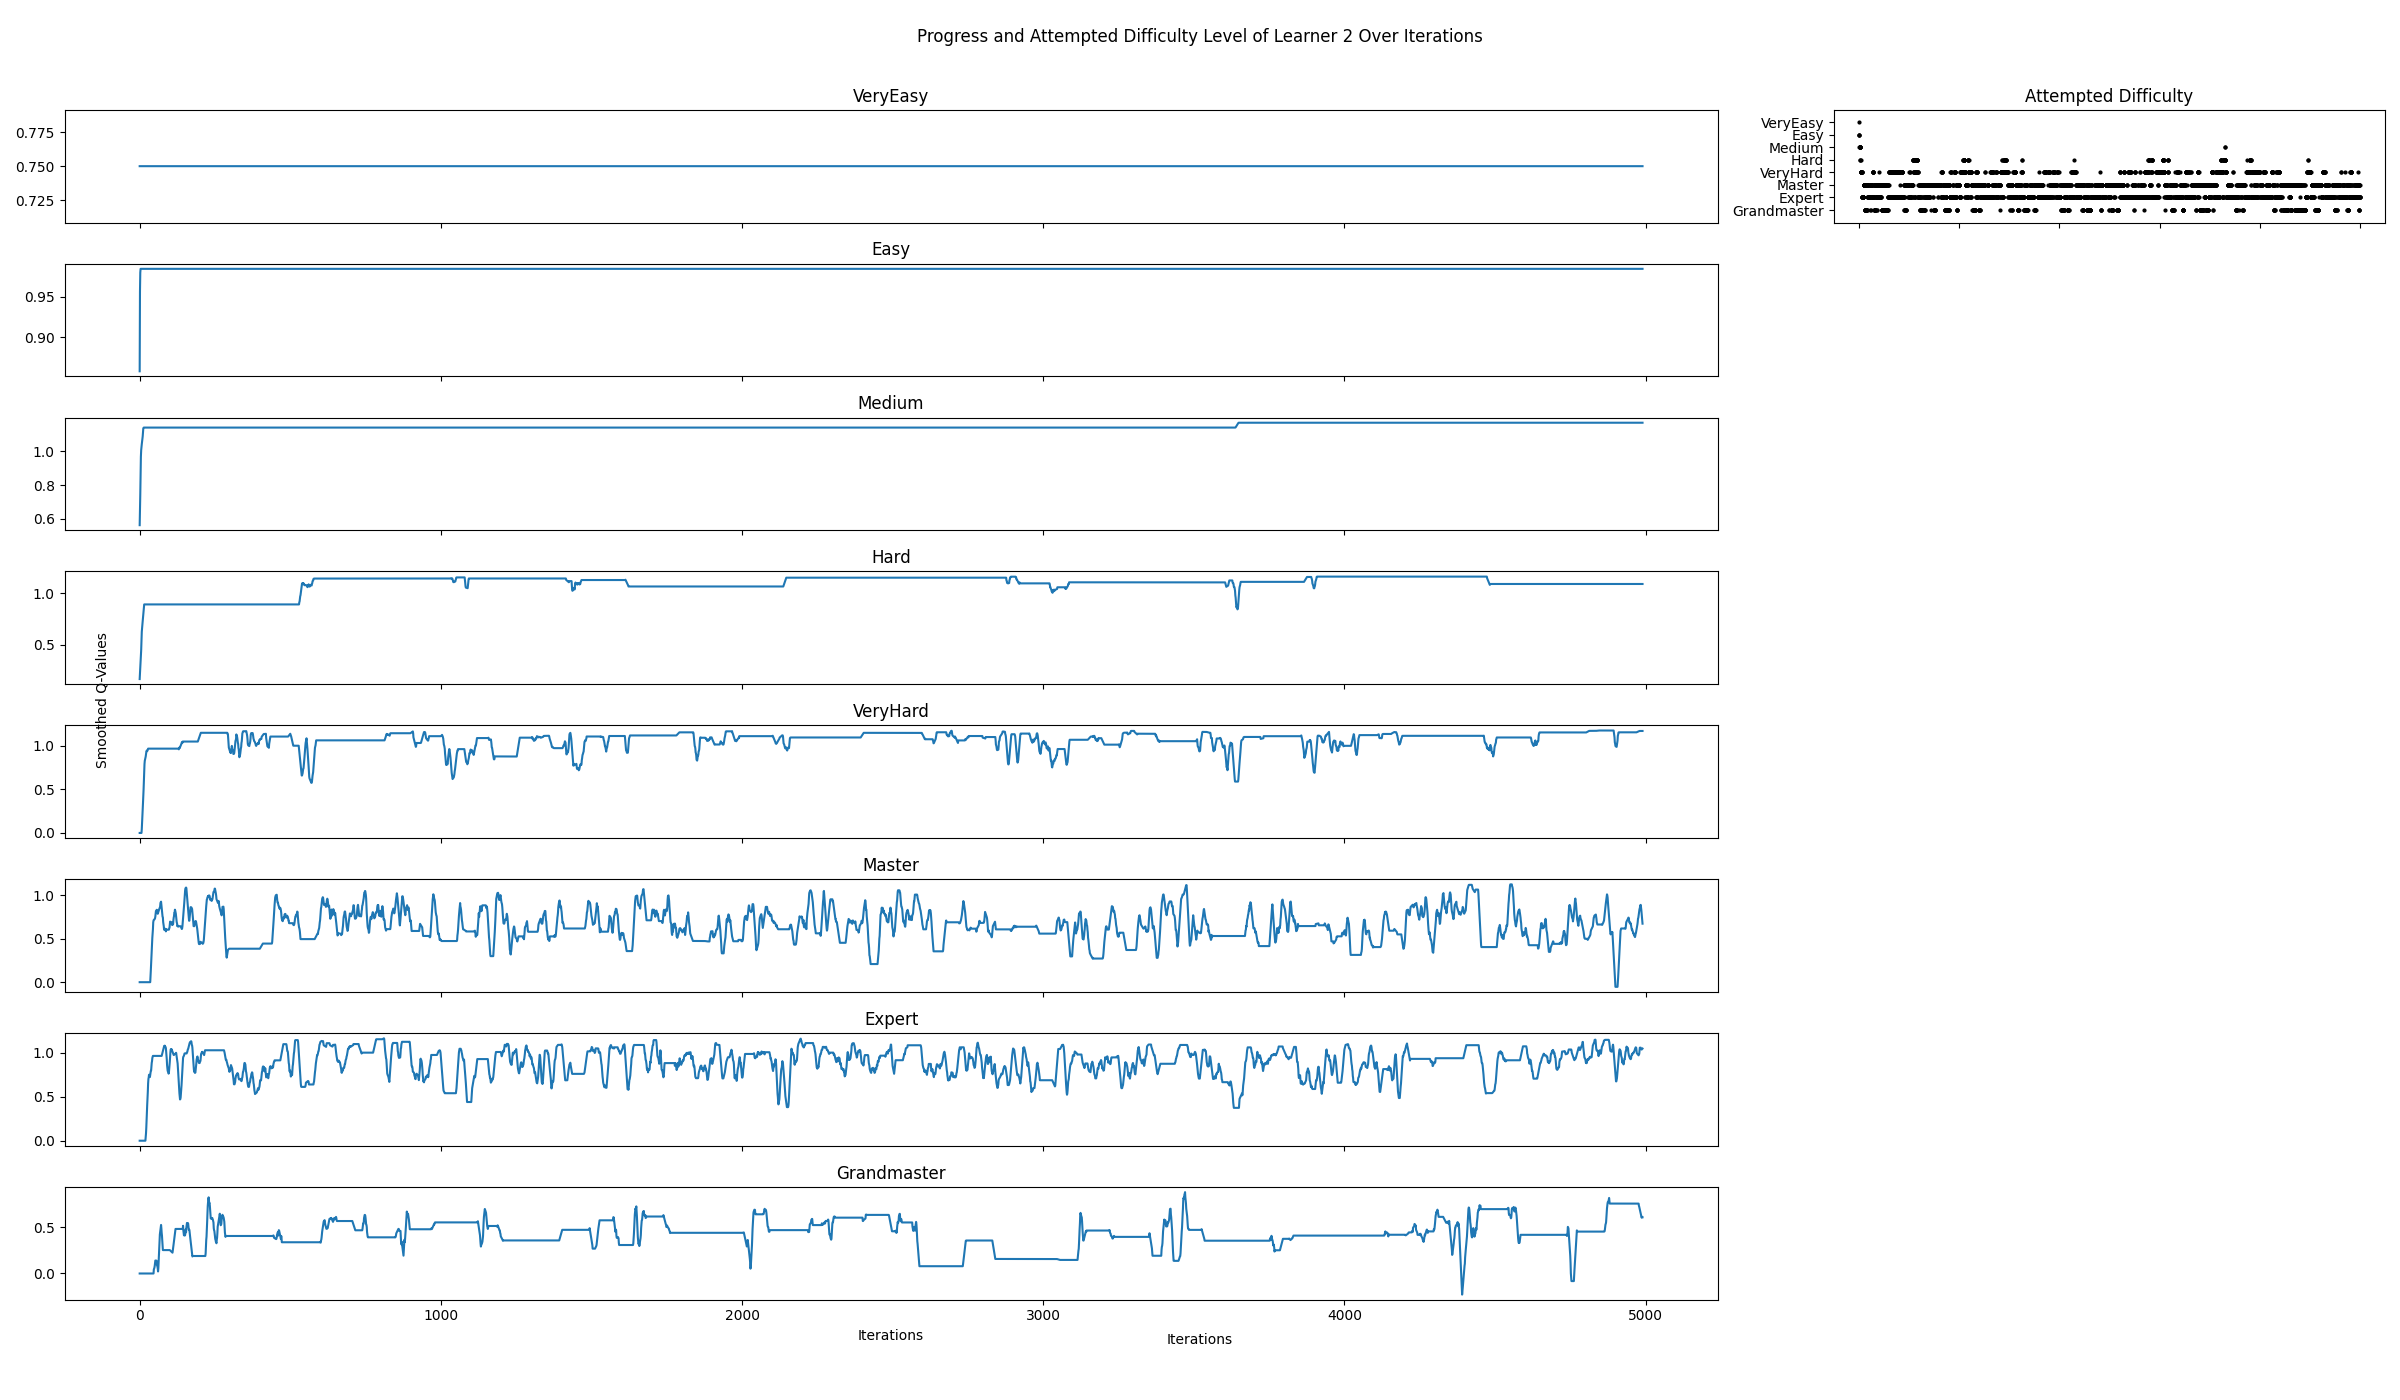 Progress and Attempted Difficulty Level of Learner 2 Over Iterations
VeryEasy
0.775
0.750
0.725
Attempted Difficulty
VeryEasy
Easy
Medium
Hard
VeryHard
Master
Expert
Grandmaster
Easy
0.95
0.90
Medium
1.0
0.8
0.6
Hard
1.0
0.5
Smoothed Q-Values
VeryHard
1.0
0.5
0.0
Master
1.0
0.5
0.0
Expert
1.0
0.5
0.0
Grandmaster
0.5
0.0
0 1000 2000 3000 4000 5000
Iterations
Iterations